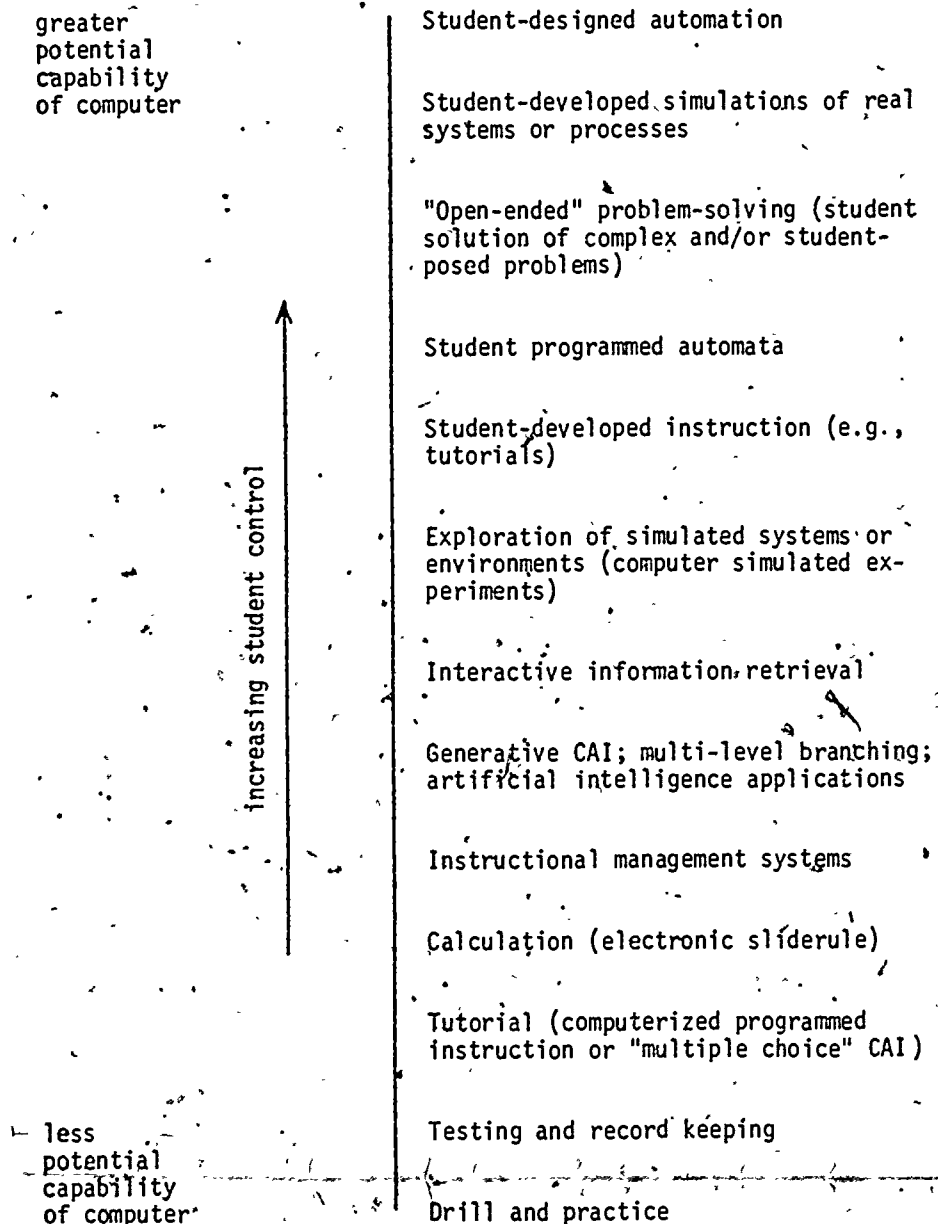 greater
potential
capability
of computer
Student-designed automation
Student-developed simulations of real
systems or processes
"Open-ended" problem-solving (student
solution of complex and/or student-
posed problems)
Student programmed automata
Student-developed instruction (e.g.,
tutorials)
Exploration of simulated systems or
environments (computer simulated ex-
periments)
Interactive information retrieval
Generative CAI; multi-level branching;
artificial intelligence applications
Instructional management systems
Calculation (electronic sliderule)
Tutorial (computerized programmed
instruction or "multiple choice" CAI)
Testing and record keeping
Drill and practice
increasing student control
less
potential
capability
of computer